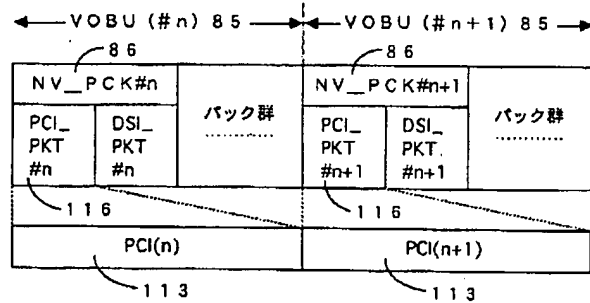 VOBU (#n) 85 VOBU (#n+1) 85
86 86
NV_PCK#n NV_PCK#n+1
パック群 パック群
PCI_ DSI_ PCI_ DSI_
PKT PKT PKT PKT.
#n #n #n+1 #n+1
116 116
PCI(n) PCI(n+1)
113 113